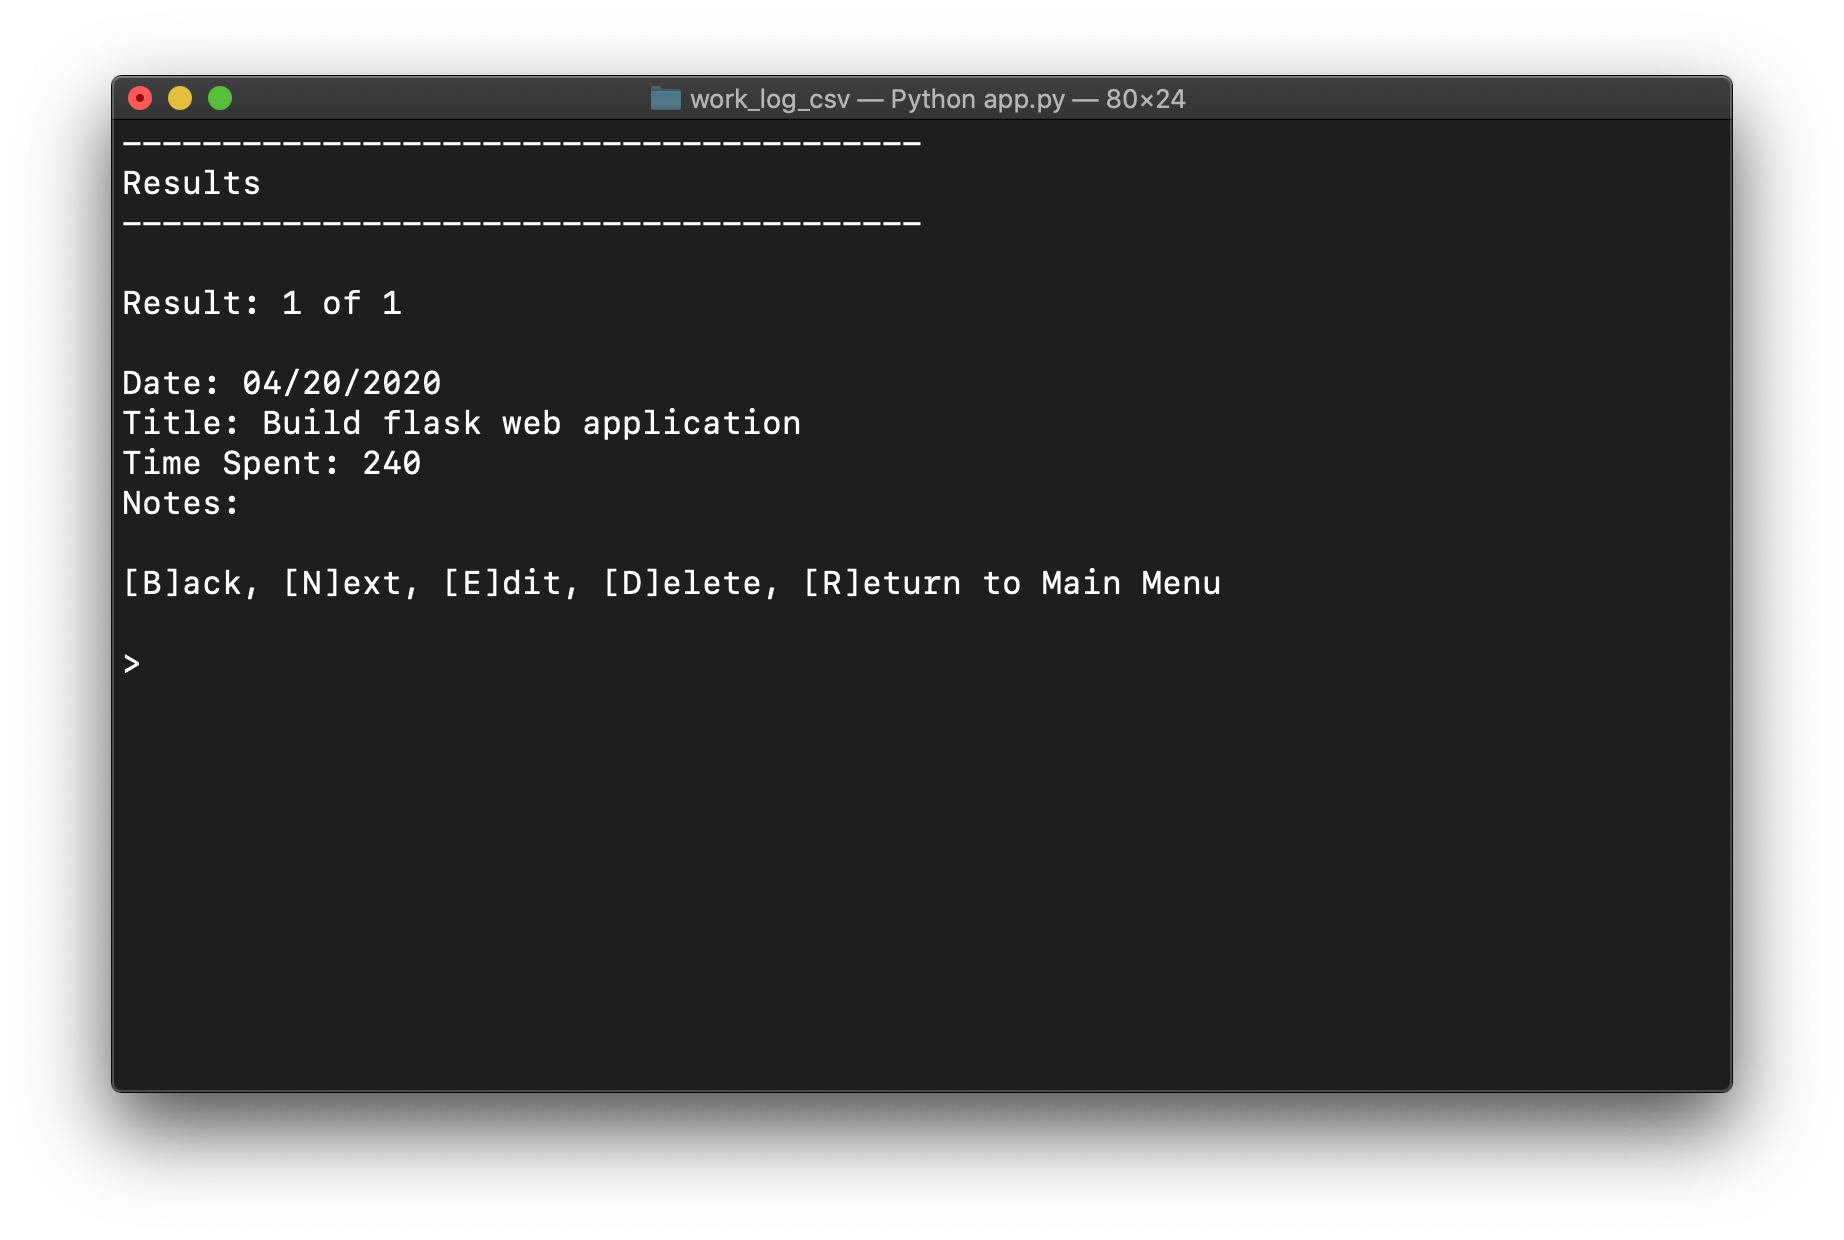 work_log_csv — Python app.py — 80×24
----------------------------------------
Results
----------------------------------------
Result: 1 of 1
Date: 04/20/2020
Title: Build flask web application
Time Spent: 240
Notes:
[B]ack, [N]ext, [E]dit, [D]elete, [R]eturn to Main Menu
>